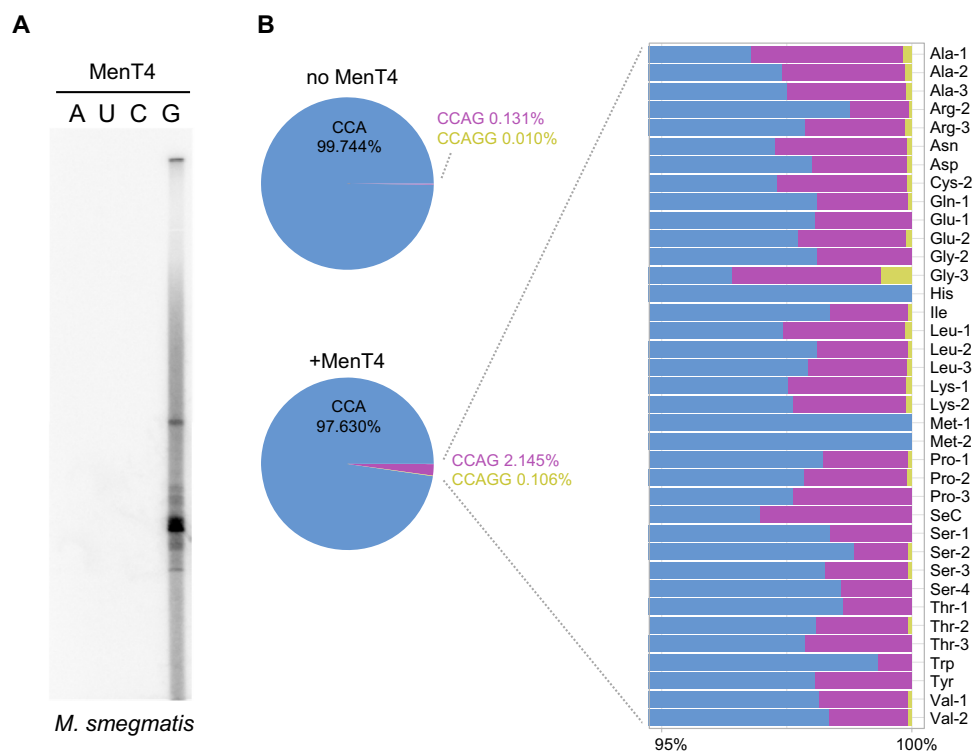 A
MenT4
A U C G
M. smegmatis
B
no MenT4
CCA
99.744%
CCAG 0.131%
CCAGG 0.010%
+MenT4
CCA
97.630%
CCAG 2.145%
CCAGG 0.106%
Ala-1
Ala-2
Ala-3
Arg-2
Arg-3
Asn
Asp
Cys-2
Gln-1
Glu-1
Glu-2
Gly-2
Gly-3
His
Ile
Leu-1
Leu-2
Leu-3
Lys-1
Lys-2
Met-1
Met-2
Pro-1
Pro-2
Pro-3
SeC
Ser-1
Ser-2
Ser-3
Ser-4
Thr-1
Thr-2
Thr-3
Trp
Tyr
Val-1
Val-2
95% 100%